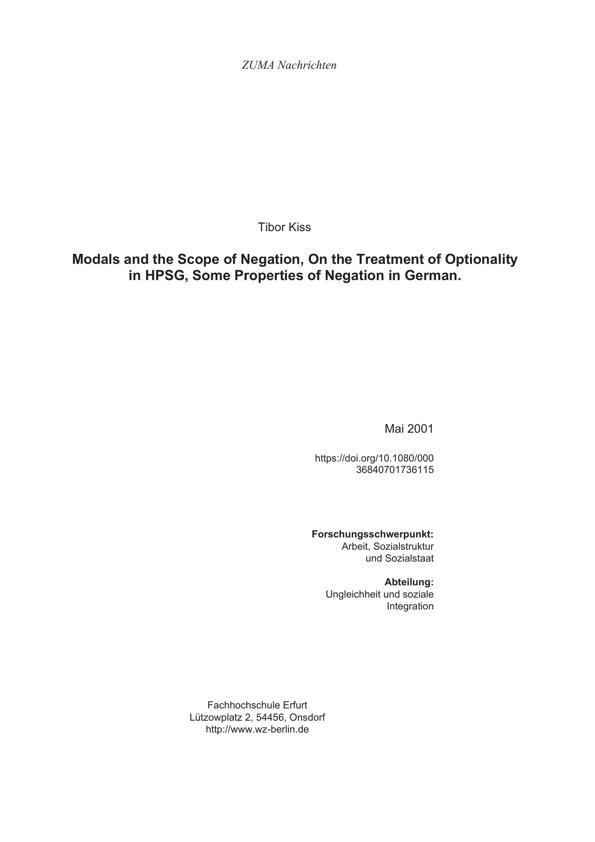 ZUMA Nachrichten
Tibor Kiss
Modals and the Scope of Negation, On the Treatment of Optionality
in HPSG, Some Properties of Negation in German.
Mai 2001
https://doi.org/10.1080/000
36840701736115
Forschungsschwerpunkt:
Arbeit, Sozialstruktur
und Sozialstaat
Abteilung:
Ungleichheit und soziale
Integration
Fachhochschule Erfurt
Lützowplatz 2, 54456, Onsdorf
http://www.wz-berlin.de